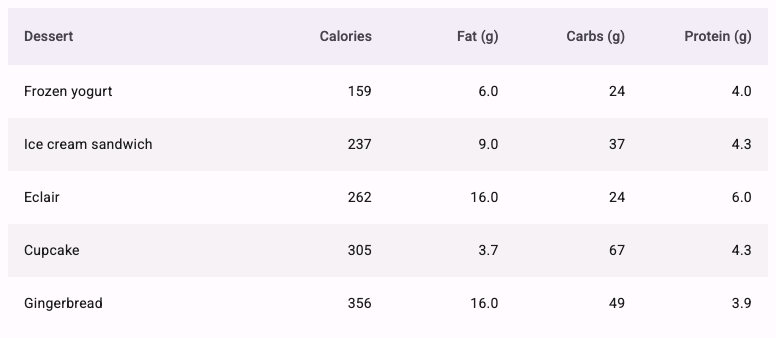 Dessert Calories Fat (g) Carbs (g) Protein (g)
Frozen yogurt 159 6.0 24 4.0
Ice cream sandwich 237 9.0 37 4.3
Eclair 262 16.0 24 6.0
Cupcake 305 3.7 67 4.3
Gingerbread 356 16.0 49 3.9